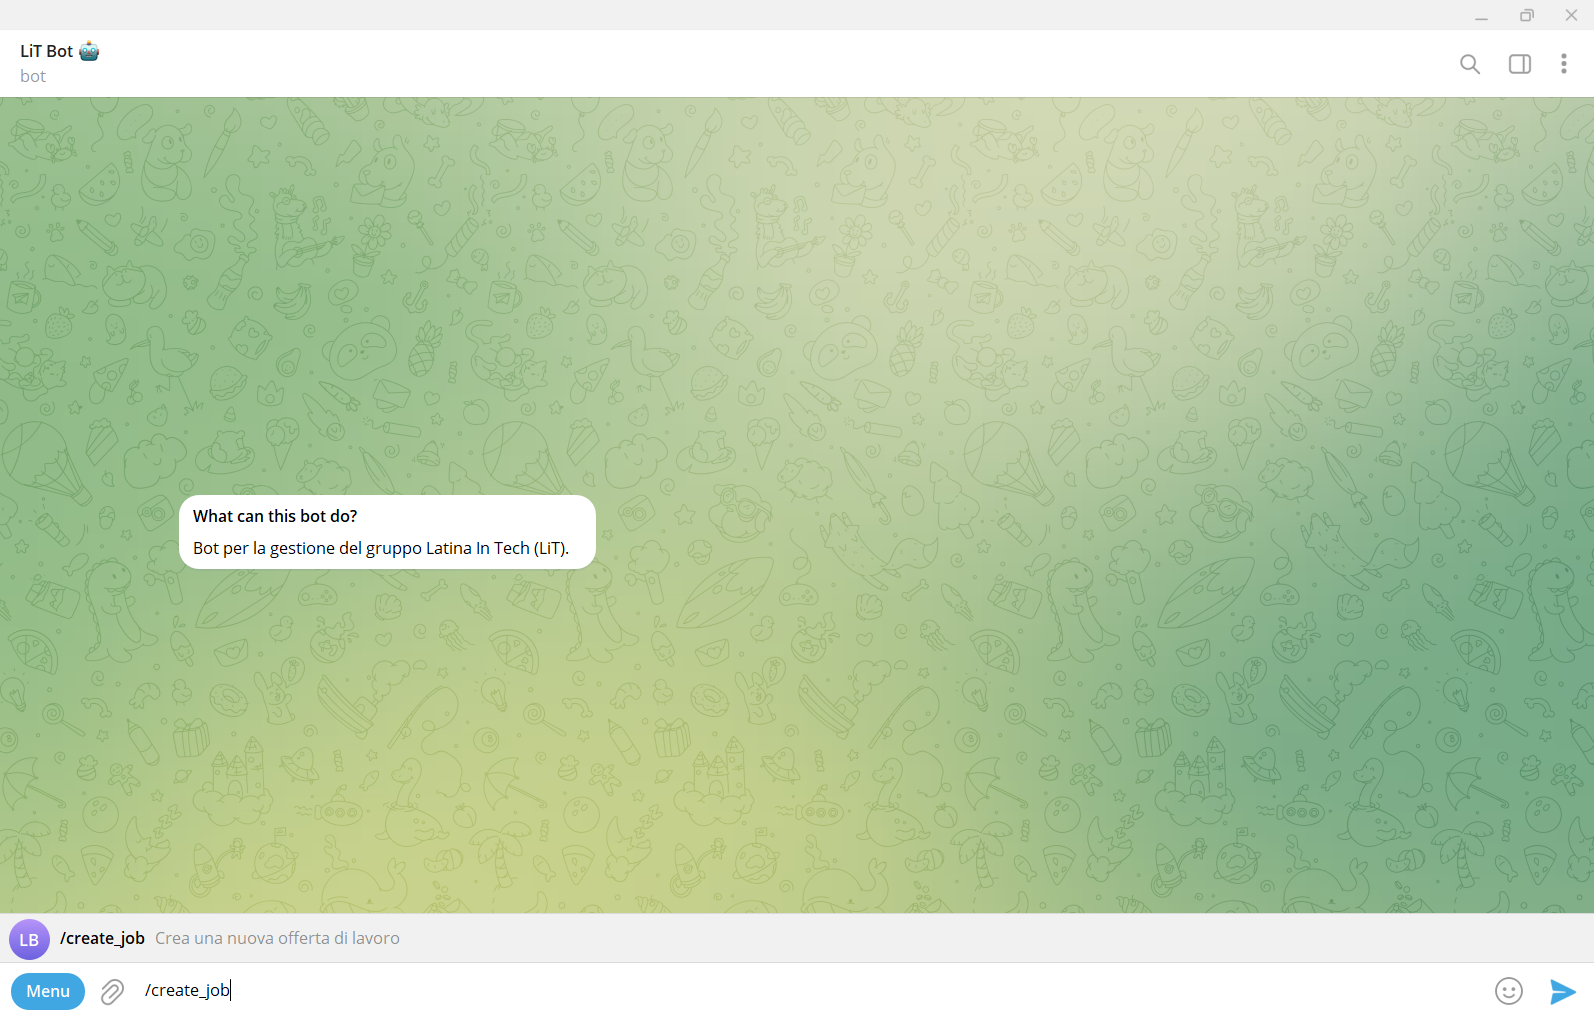 LiT Bot 🤖
bot
What can this bot do?
Bot per la gestione del gruppo Latina In Tech (LiT).
LB /create_job Crea una nuova offerta di lavoro
Menu /create_job